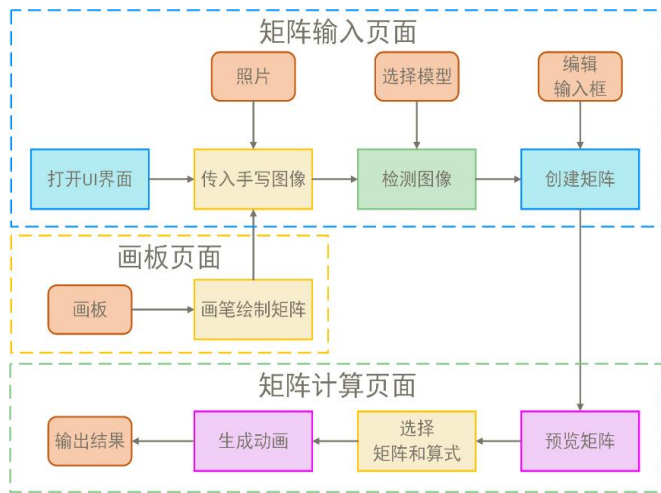 矩阵输入页面
照片
选择模型
编辑
输入框
打开UI界面
传入手写图像
检测图像
创建矩阵
画板页面
画板
画笔绘制矩阵
矩阵计算页面
输出结果
生成动画
选择
矩阵和算式
预览矩阵